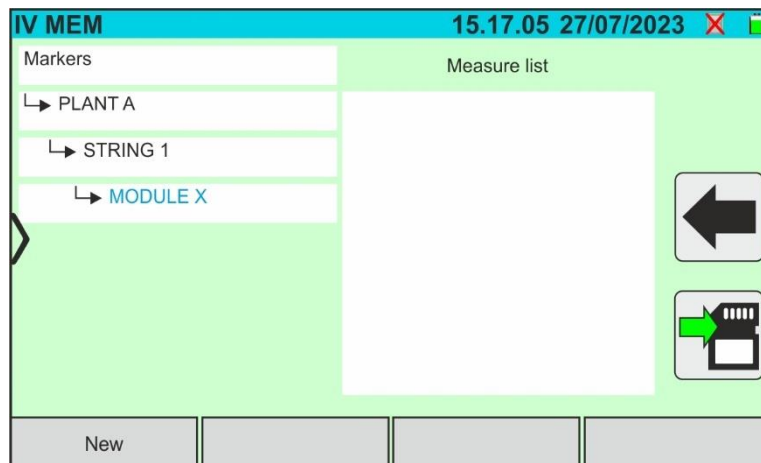 IV MEM 15.17.05 27/07/2023
Markers
Measure list
PLANT A
STRING 1
MODULE X
New